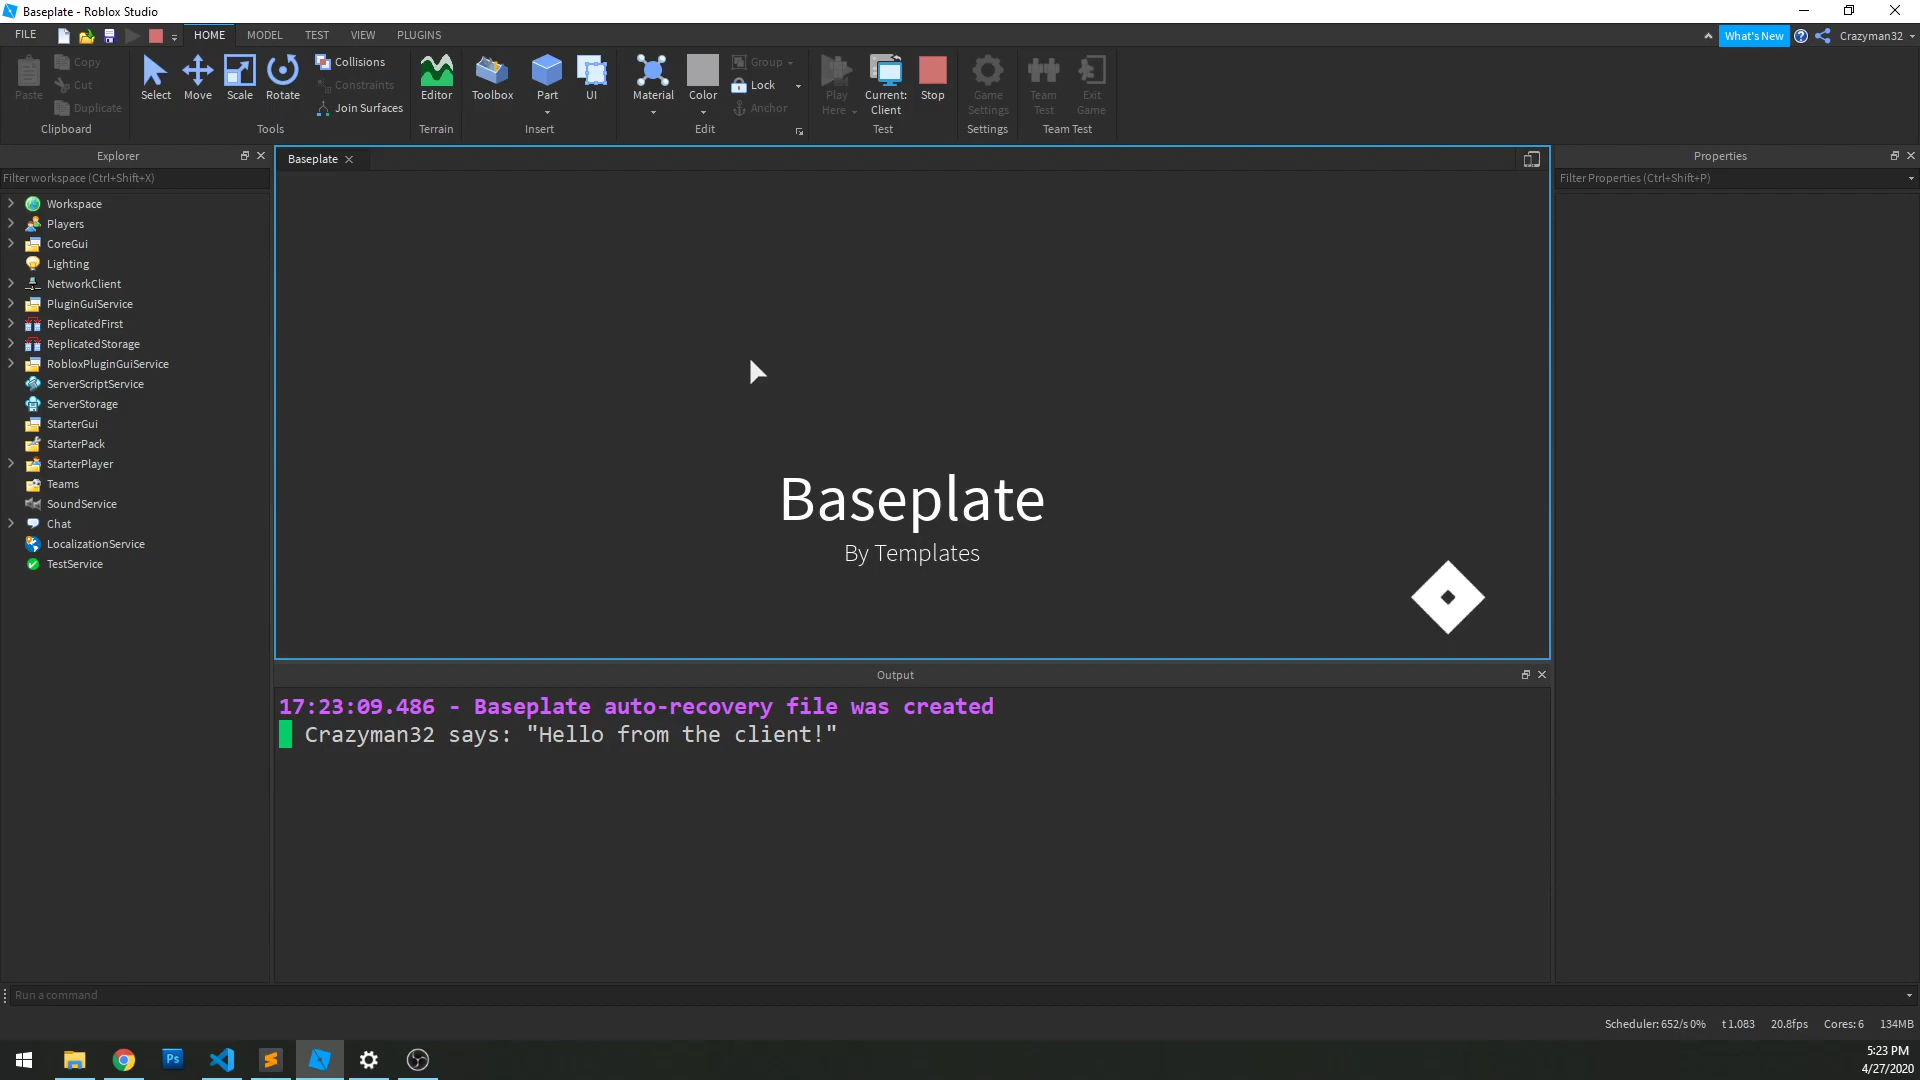 Baseplate - Roblox Studio
FILE HOME MODEL TEST VIEW PLUGINS What's New Crazyman32
Paste Copy Cut Duplicate
Clipboard
Select Move Scale Rotate
Collisions
Constraints
Join Surfaces
Tools
Editor
Terrain
Toolbox Part UI
Insert
Material Color Group Lock Anchor
Edit
Play Here Current: Client Stop
Test
Game Settings
Settings
Team Test Exit Game
Team Test
Explorer
Filter workspace (Ctrl+Shift+X)
Workspace
Players
CoreGui
Lighting
NetworkClient
PluginGuiService
ReplicatedFirst
ReplicatedStorage
RobloxPluginGuiService
ServerScriptService
ServerStorage
StarterGui
StarterPack
StarterPlayer
Teams
SoundService
Chat
LocalizationService
TestService
Baseplate
Baseplate
By Templates
Properties
Filter Properties (Ctrl+Shift+P)
Output
17:23:09.486 - Baseplate auto-recovery file was created
Crazyman32 says: "Hello from the client!"
Run a command
Scheduler: 652/s 0% t 1.083 20.8fps Cores: 6 134MB
Ps
5:23 PM
4/27/2020